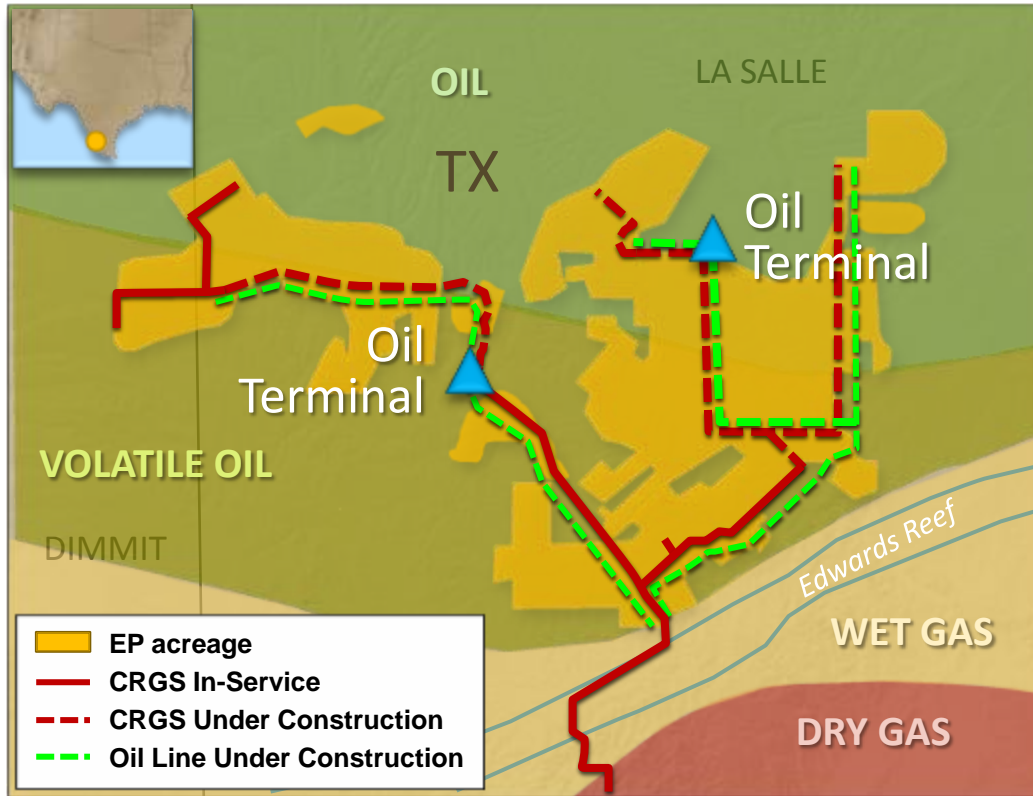 OIL
LA SALLE
TX
Oil
Terminal
Oil
Terminal
VOLATILE OIL
DIMMIT
Edwards Reef
WET GAS
DRY GAS
EP acreage
CRGS In-Service
CRGS Under Construction
Oil Line Under Construction